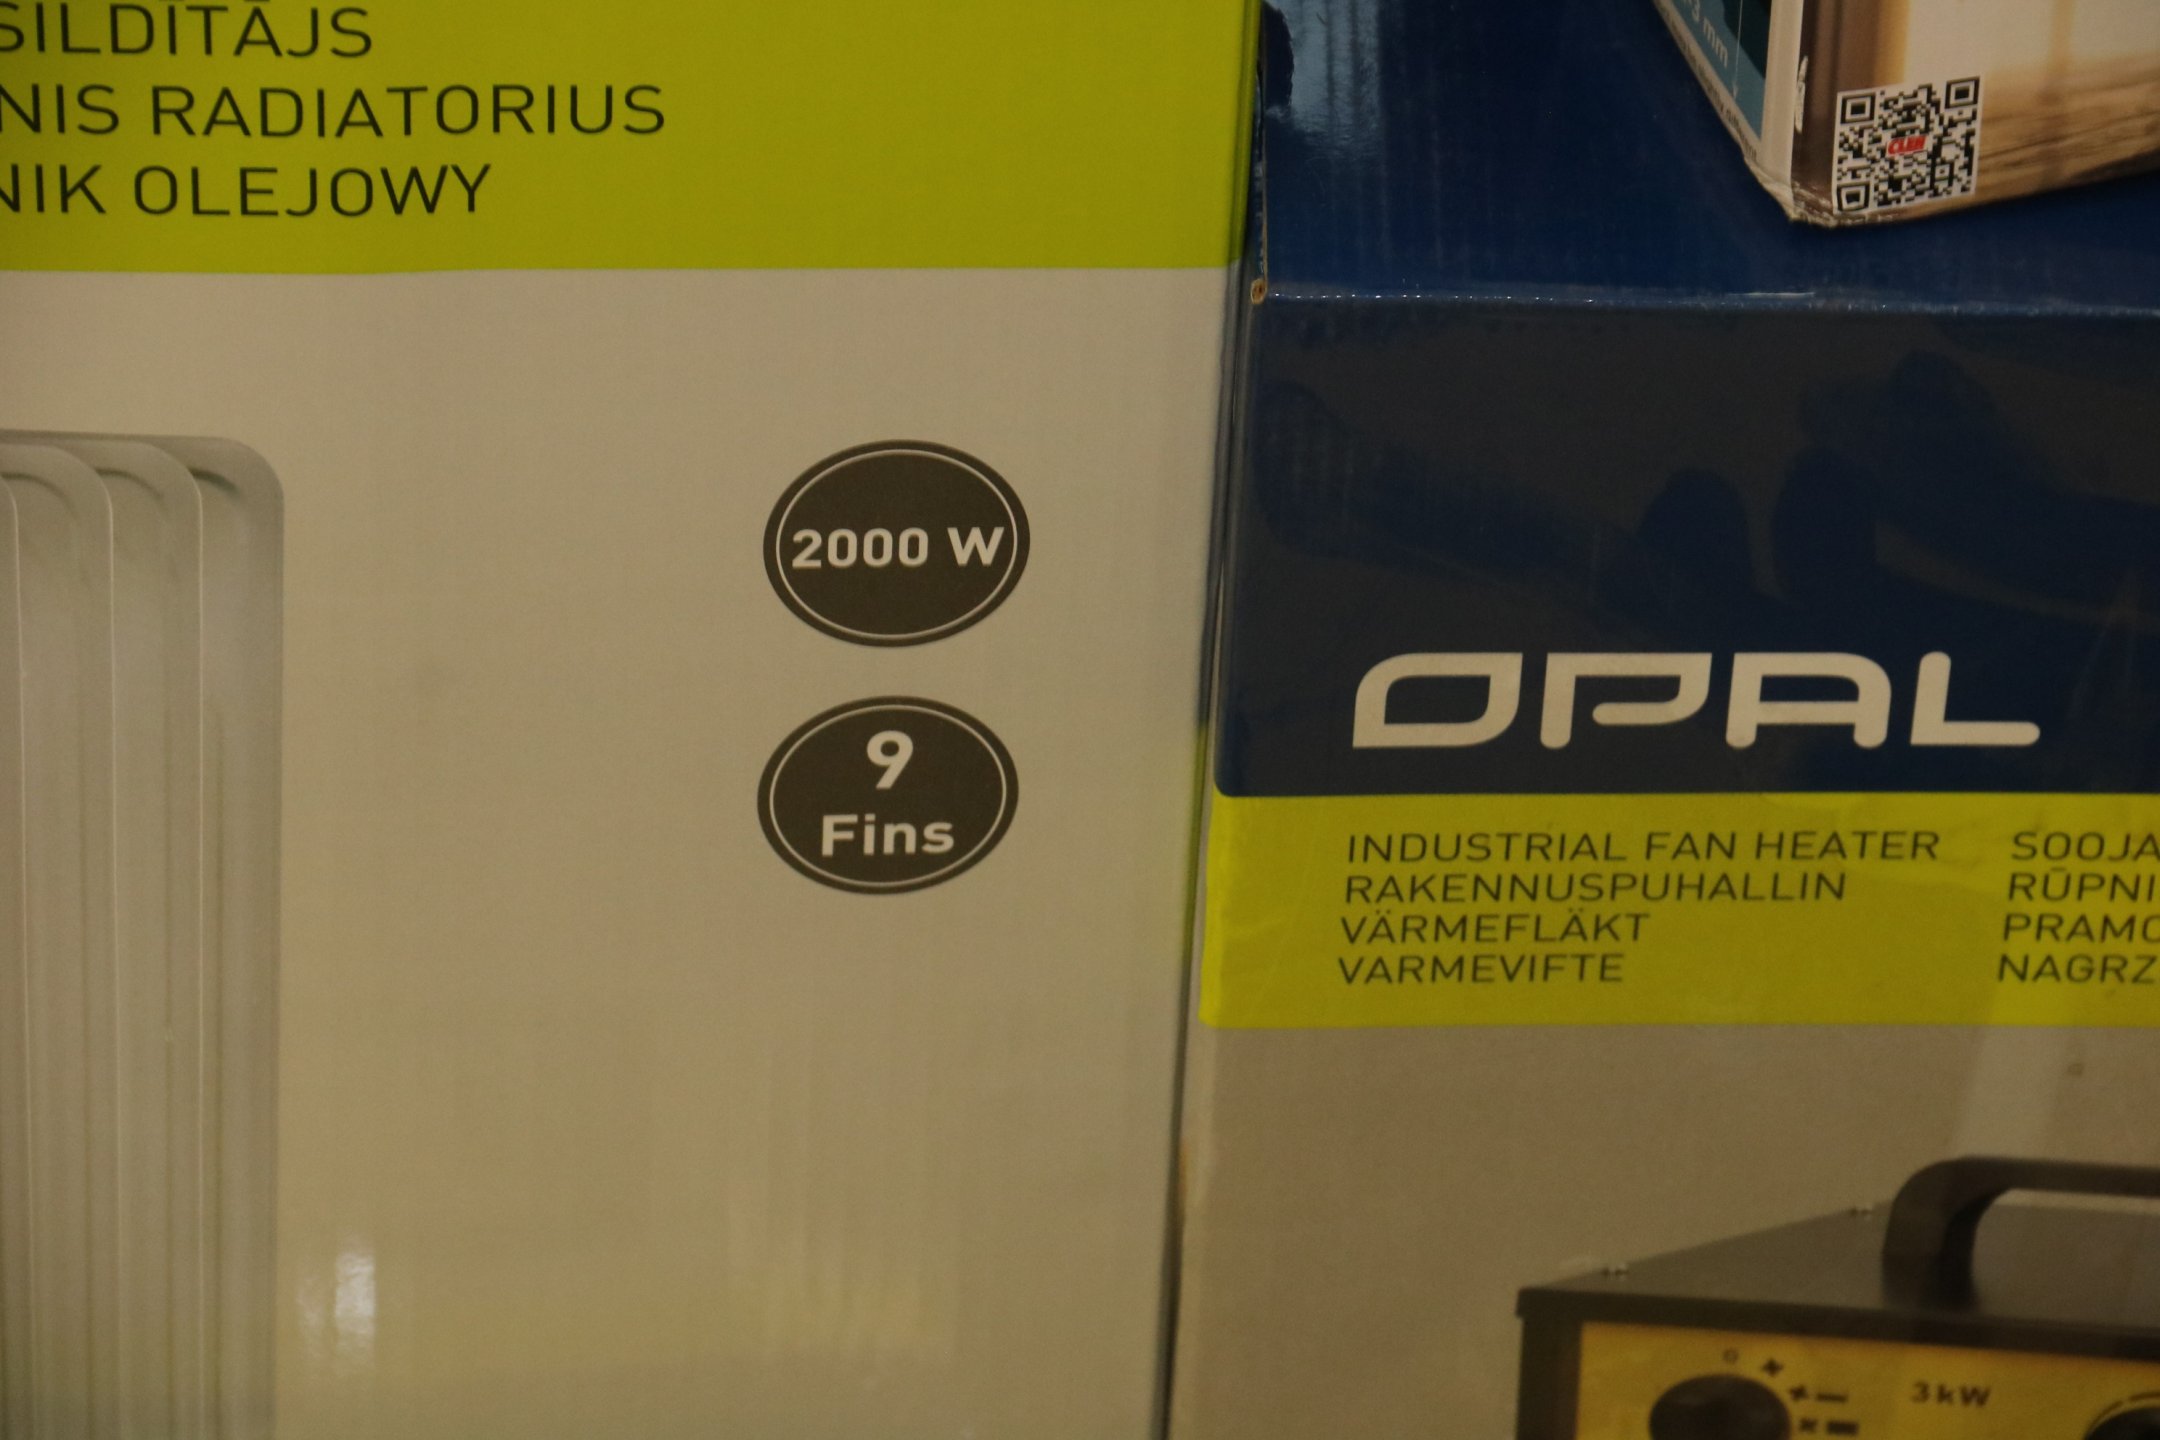 SILDĪTĀJS
NIS RADIATORIUS
NIK OLEJOWY
2000 W
9
Fins
CLEN
OPAL
INDUSTRIAL FAN HEATER
RAKENNUSPUHALLIN
VÄRMEFLÄKT
VARMEVIFTE
SOOJA
RŪPNI
PRAMO
NAGRZ
3 kW